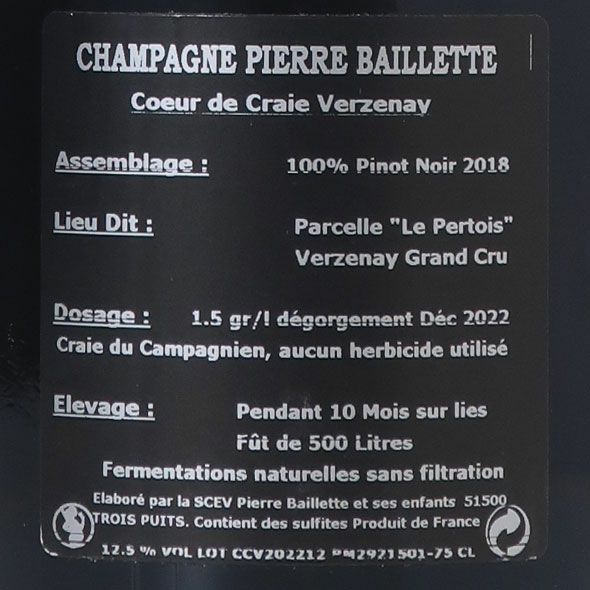 CHAMPAGNE PIERRE BAILLETTE
Coeur de Craie Verzenay
Assemblage : 100% Pinot Noir 2018
Lieu Dit : Parcelle "Le Pertois"
Verzenay Grand Cru
Dosage : 1.5 gr/l dégorgement Déc 2022
Craie du Campagnien, aucun herbicide utilisé
Elevage : Pendant 10 Mois sur lies
Fût de 500 Litres
Fermentations naturelles sans filtration
Elaboré par la SCEV Pierre Baillette et ses enfants 51500
TROIS PUITS. Contient des sulfites Produit de France
12.5 % VOL LOT CCV202212 RM2921501-75 CL